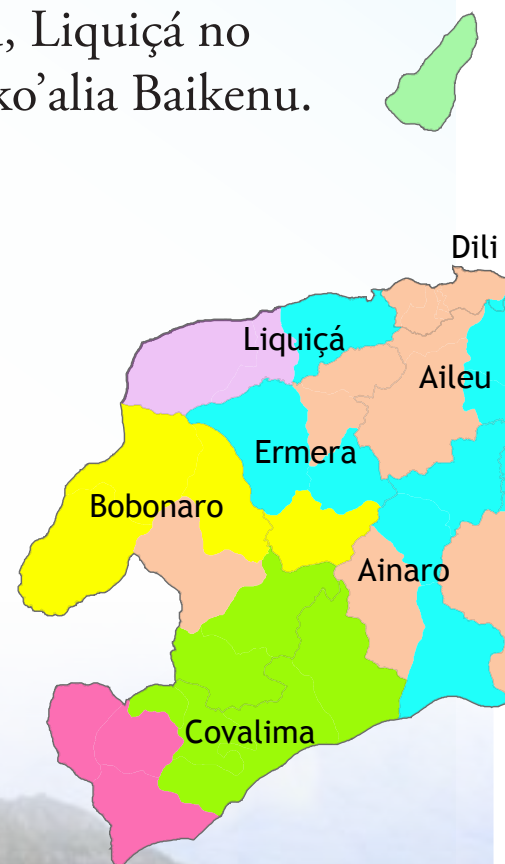 , Liquiçá no
ko’alia Baikenu.
Dili
Liquiçá
Aileu
Ermera
Bobonaro
Ainaro
Covalima